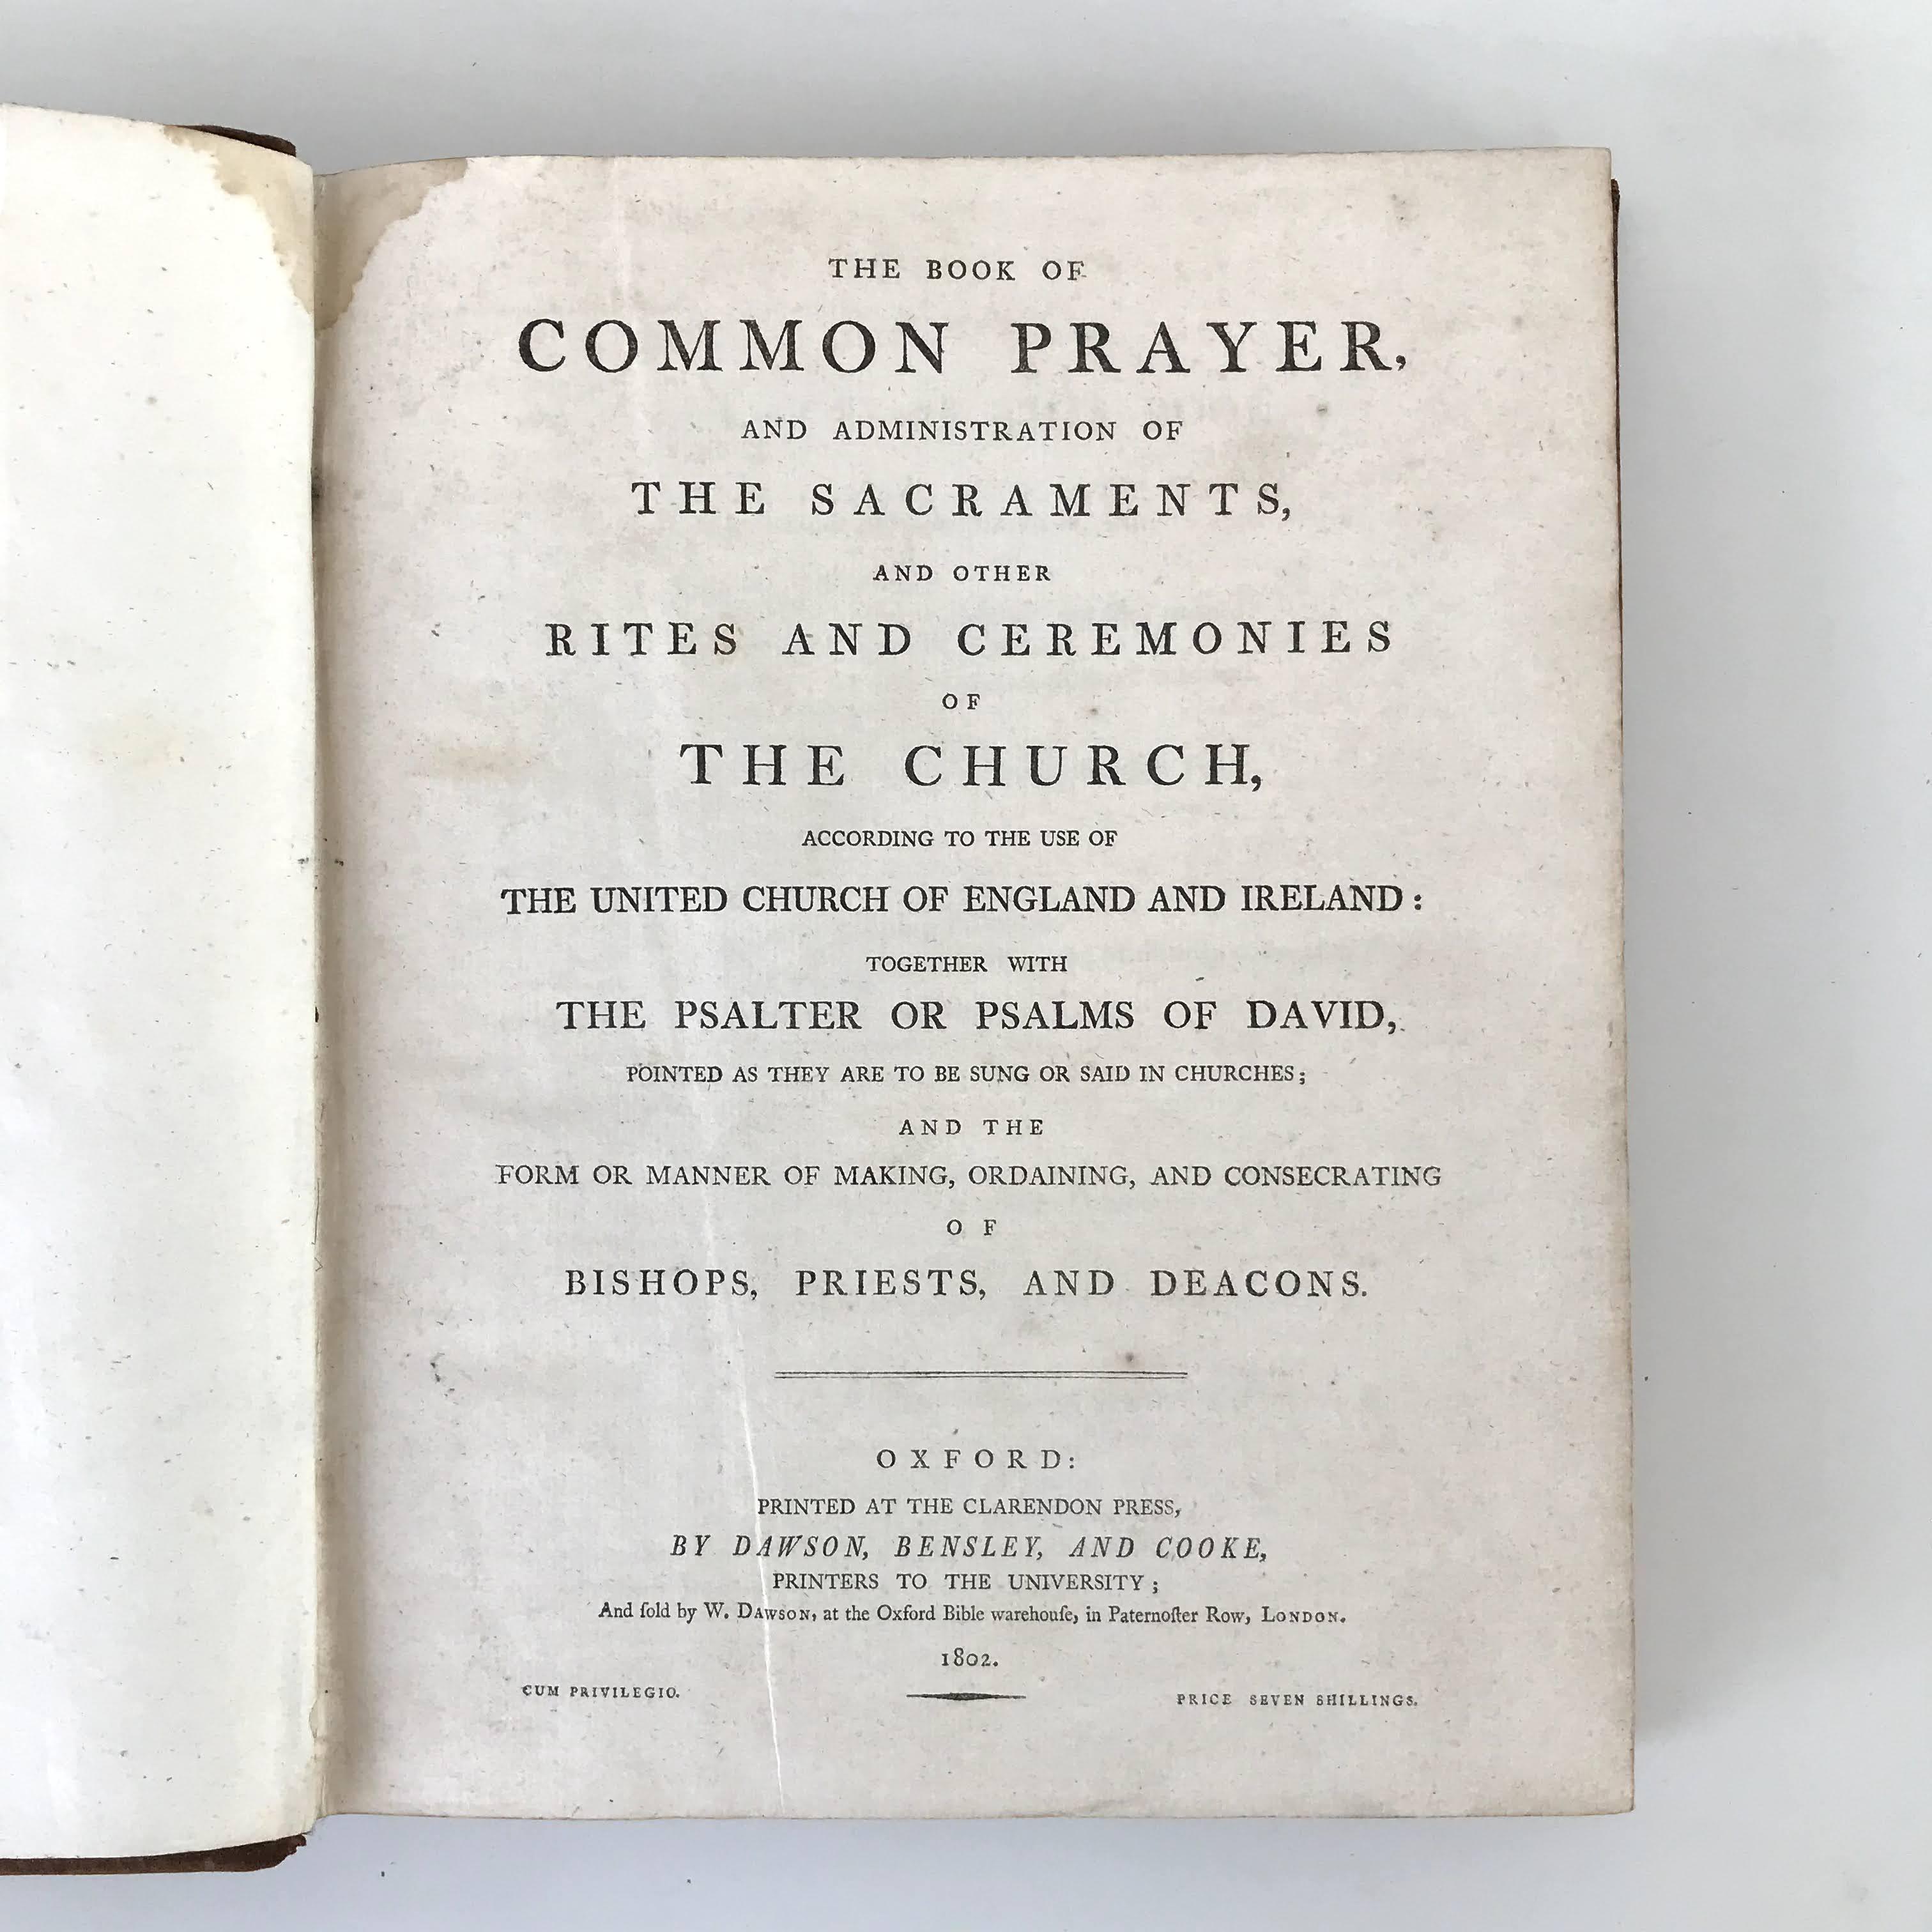 THE BOOK OF
COMMON PRAYER,
AND ADMINISTRATION OF
THE SACRAMENTS,
AND OTHER
RITES AND CEREMONIES
OF
THE CHURCH,
ACCORDING TO THE USE OF
THE UNITED CHURCH OF ENGLAND AND IRELAND:
TOGETHER WITH
THE PSALTER OR PSALMS OF DAVID,
POINTED AS THEY ARE TO BE SUNG OR SAID IN CHURCHES;
AND THE
FORM OR MANNER OF MAKING, ORDAINING, AND CONSECRATING
OF
BISHOPS, PRIESTS, AND DEACONS.
OXFORD:
PRINTED AT THE CLARENDON PRESS,
BY DAWSON, BENSLEY, AND COOKE,
PRINTERS TO THE UNIVERSITY;
And ſold by W. DAWSON, at the Oxford Bible warehouſe, in Paternoſter Row, LONDON.
1802.
CUM PRIVILEGIO. PRICE SEVEN SHILLINGS.